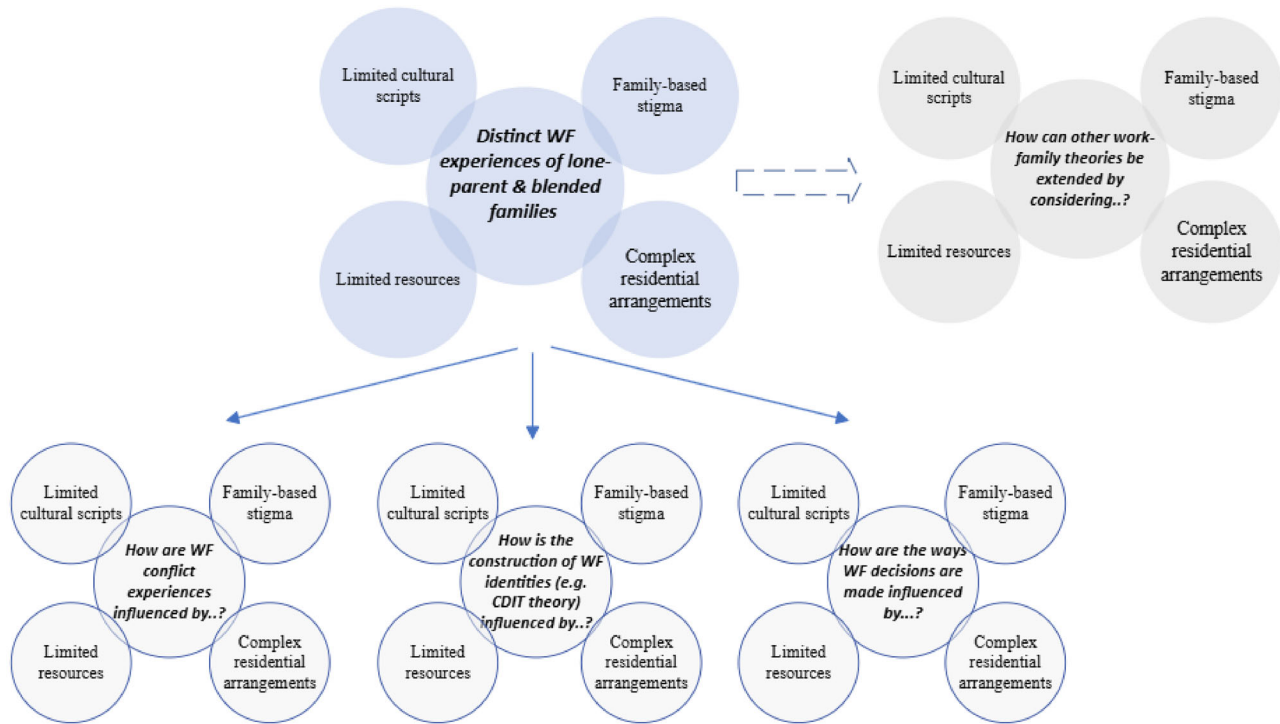 Limited cultural
scripts
Family-based
stigma
Distinct WF
experiences of lone-
parent & blended
families
Limited resources
Complex
residential
arrangements
Limited cultural
scripts
Family-based
stigma
How can other work-
family theories be
extended by
considering..?
Limited resources
Complex
residential
arrangements
Limited
cultural scripts
Family-based
stigma
How are WF
conflict
experiences
influenced by..?
Limited
resources
Complex
residential
arrangements
Limited
cultural scripts
Family-based
stigma
How is the
construction of WF
identities (e.g.
CDIT theory)
influenced by..?
Limited
resources
Complex
residential
arrangements
Limited
cultural scripts
Family-based
stigma
How are the ways
WF decisions are
made influenced
by...?
Limited
resources
Complex
residential
arrangements